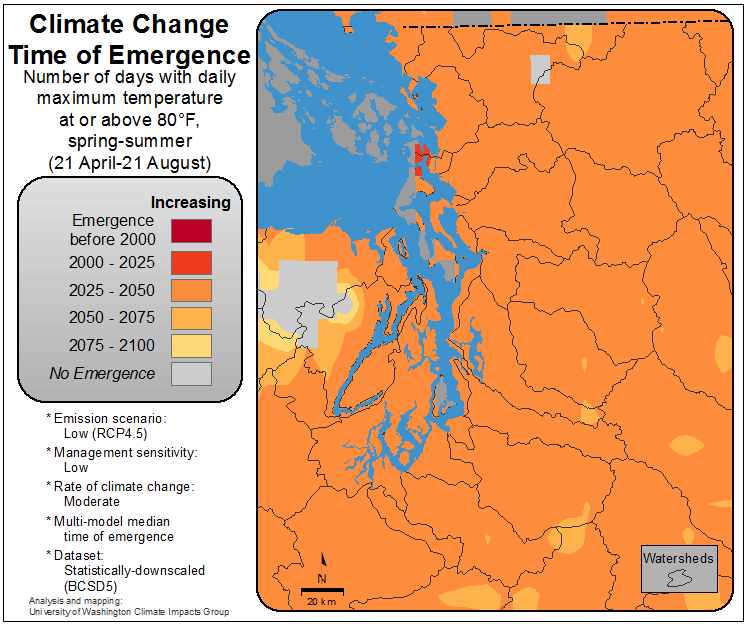 Climate Change
Time of Emergence
Number of days with daily
maximum temperature
at or above 80°F,
spring-summer
(21 April-21 August)
Increasing
Emergence
before 2000
2000 - 2025
2025 - 2050
2050 - 2075
2075 - 2100
No Emergence
* Emission scenario:
Low (RCP4.5)
* Management sensitivity:
Low
* Rate of climate change:
Moderate
* Multi-model median
time of emergence
* Dataset:
Statistically-downscaled
(BCSD5)
Analysis and mapping:
University of Washington Climate Impacts Group
N
20 km
Watersheds